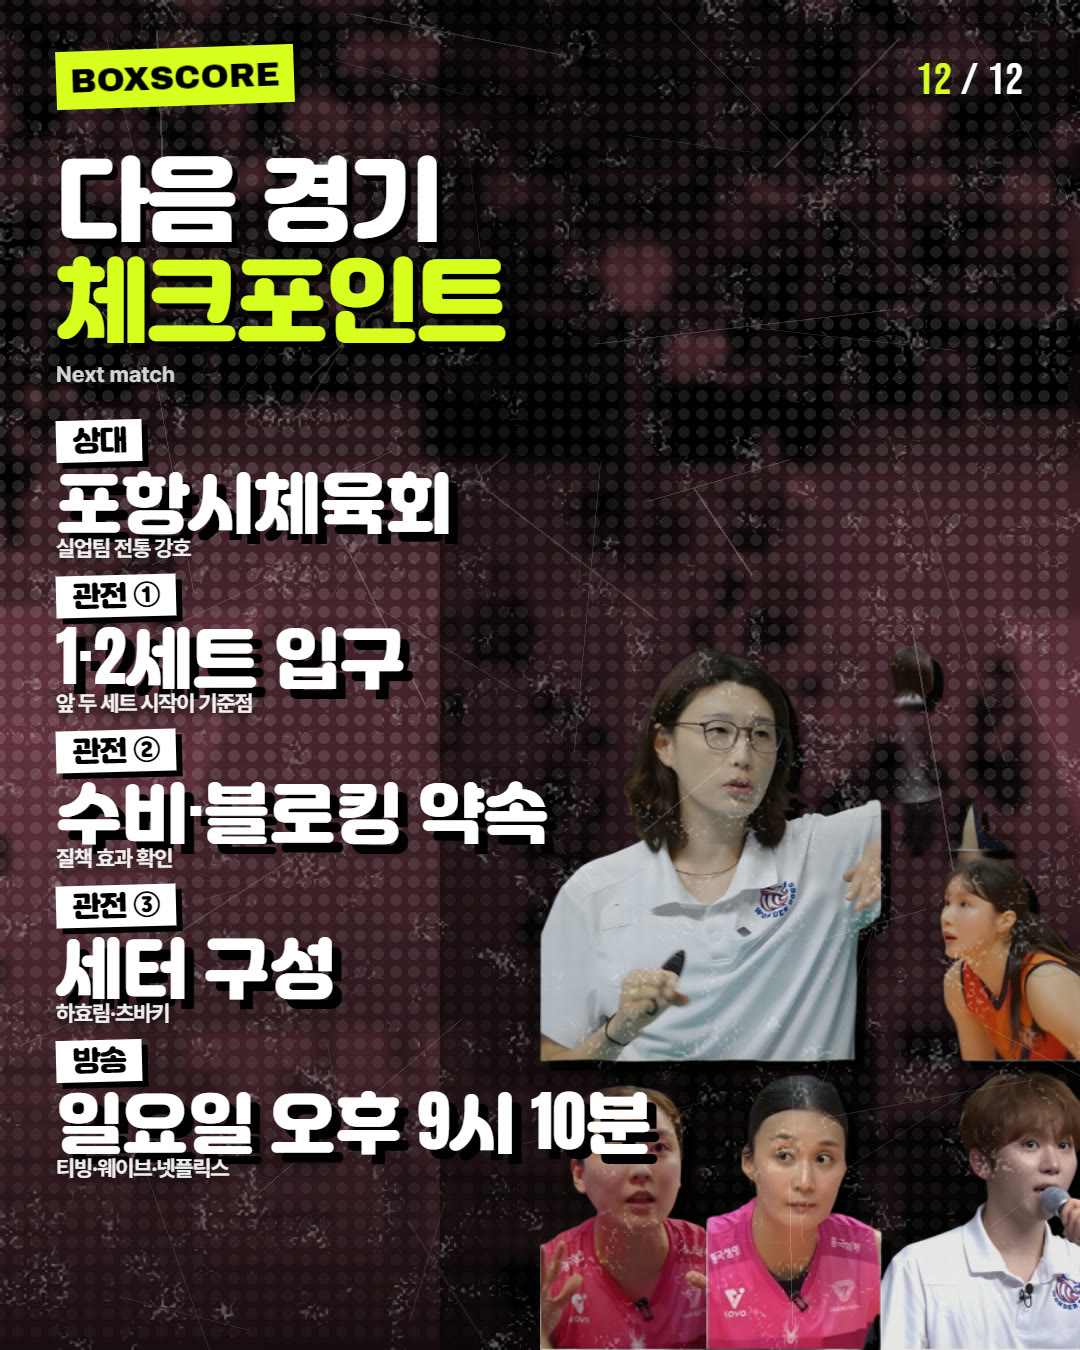 BOXSCORE
12 / 12
다음 경기
체크포인트
Next match
상대
포항시체육회
실업팀 전통 강호
관전 ①
1·2세트 입구
앞 두 세트 시작이 기준점
관전 ②
수비·블로킹 약속
질책 효과 확인
관전 ③
세터 구성
하효림·츠바키
방송
일요일 오후 9시 10분
티빙·웨이브·넷플릭스
KOVO
흥국생명